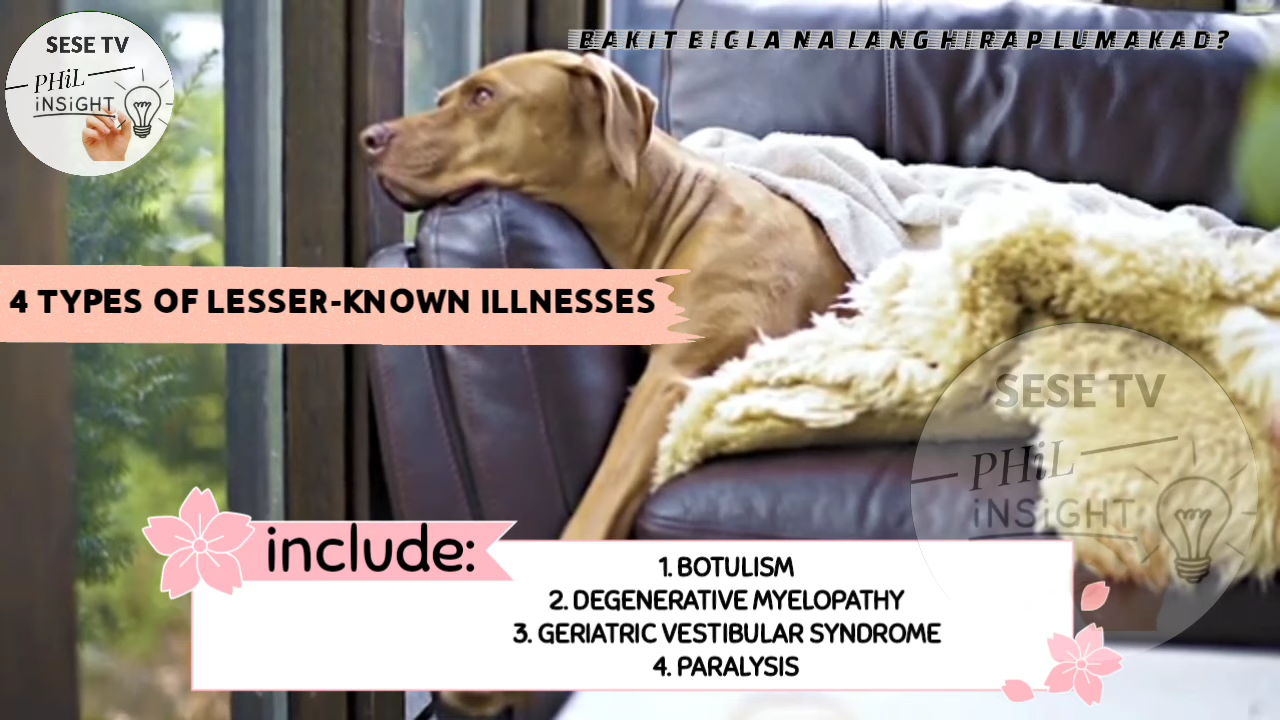 SESE TV
PHiL
iNSiGHT
BAKIT BIGLA NA LANG HIRAP LUMAKAD?
4 TYPES OF LESSER-KNOWN ILLNESSES
include:
1. BOTULISM
2. DEGENERATIVE MYELOPATHY
3. GERIATRIC VESTIBULAR SYNDROME
4. PARALYSIS
SESE TV
PHiL
iNSiGHT